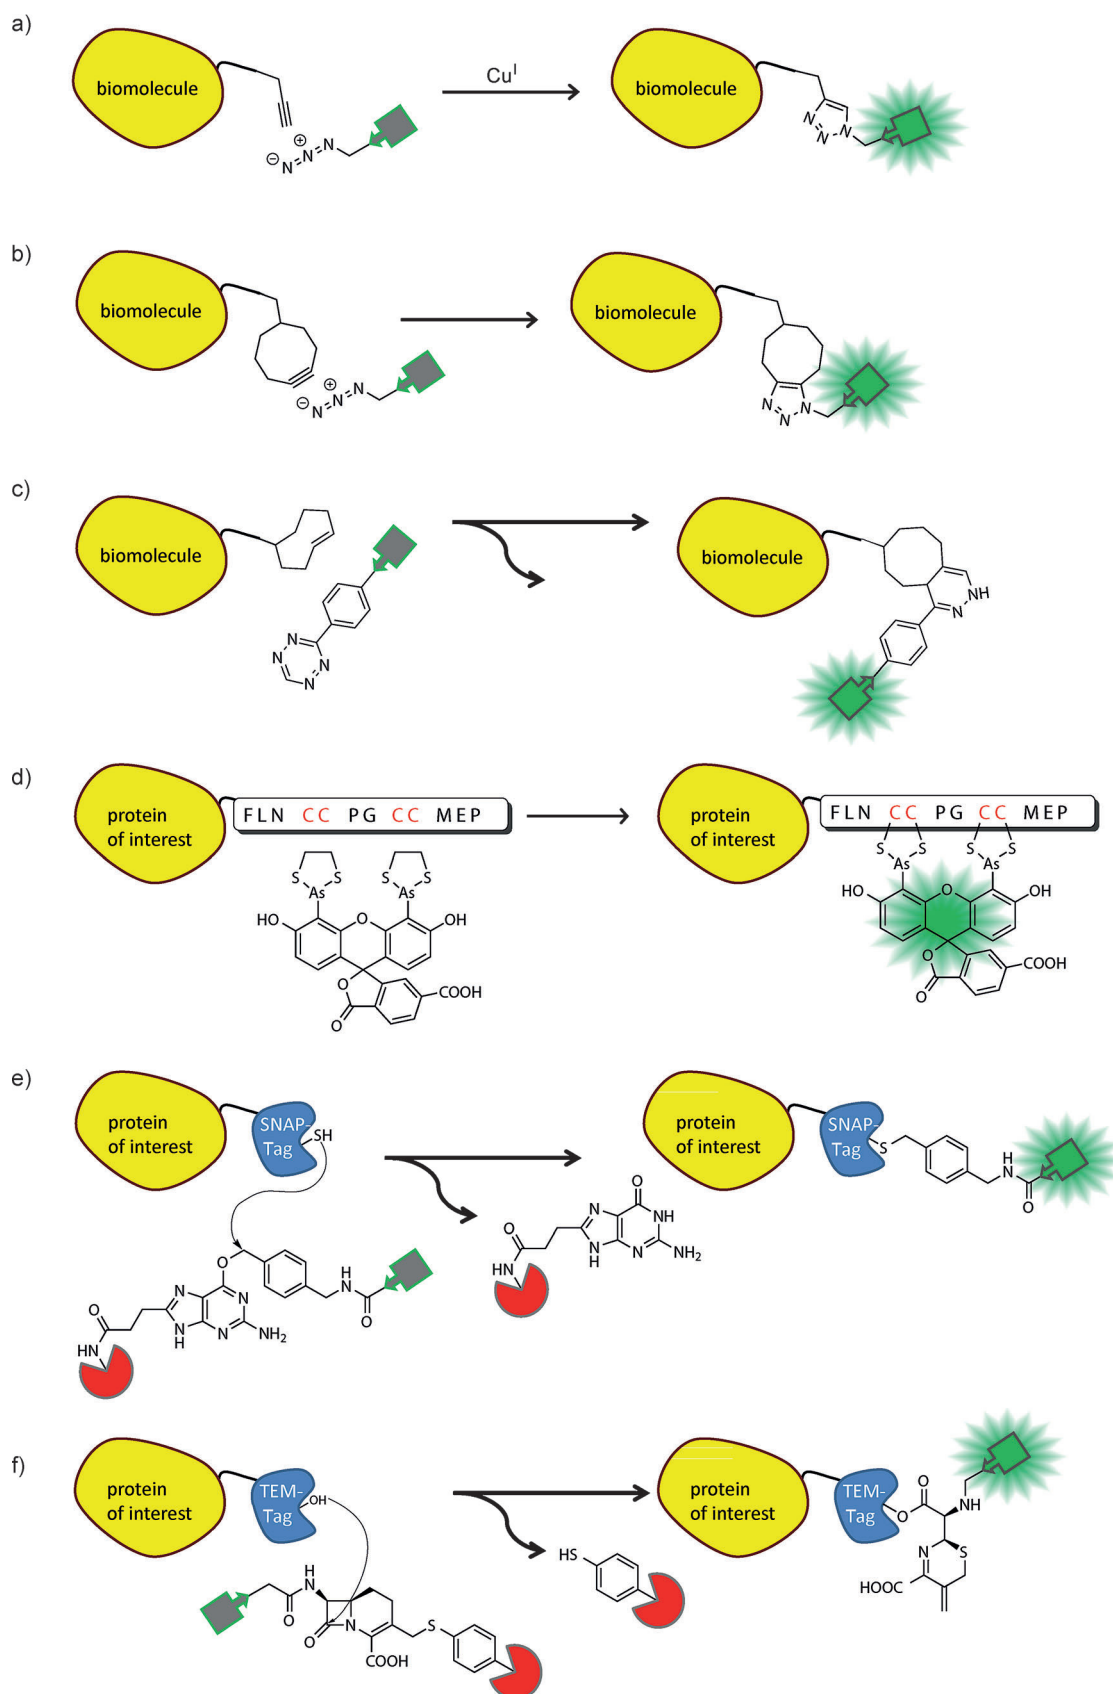 a)
biomolecule
Cu^I
biomolecule
⊖ N ⊕ N N
N N N
b)
biomolecule
biomolecule
⊖ N ⊕ N N
N N N
c)
biomolecule
biomolecule
N N N N
N NH
d)
protein
of interest
FLN CC PG CC MEP
protein
of interest
FLN CC PG CC MEP
S S S S
As As
HO O OH
O
O
COOH
S S S S
As As
HO O OH
O
O
COOH
e)
protein
of interest
SNAP-
Tag
SH
protein
of interest
SNAP-
Tag
S
H
N
O
O
N NH
N
H
N NH2
O
HN
O
H
N
O
N N
N
H
N NH2
O
HN
f)
protein
of interest
TEM-
Tag
OH
protein
of interest
TEM-
Tag
O
O
NH
N S
HOOC
HS
H
N
O
O
N
S
COOH